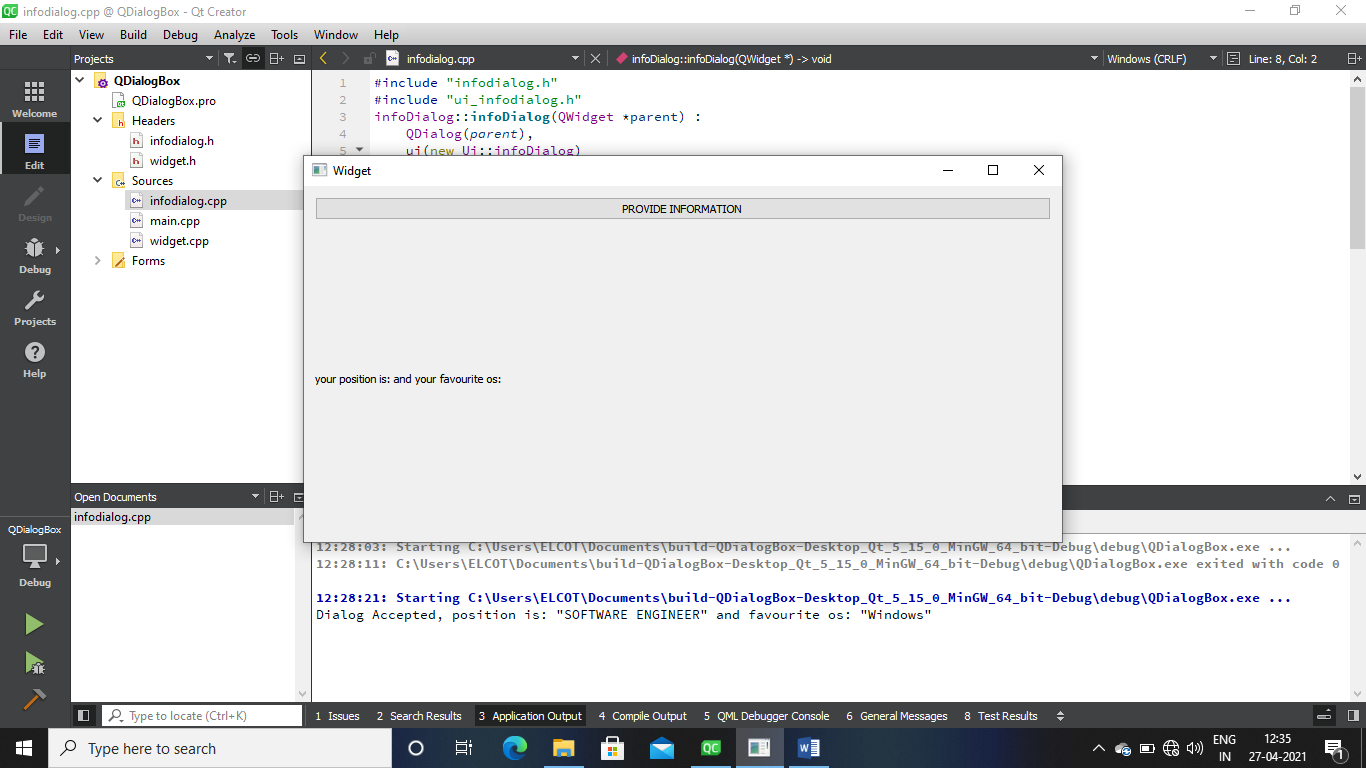 infodialog.cpp @ QDialogBox - Qt Creator
File Edit View Build Debug Analyze Tools Window Help
Projects
infodialog.cpp
infoDialog::infoDialog(QWidget *) -> void
Windows (CRLF)
Line: 8, Col: 2
Welcome
Edit
Design
Debug
Projects
Help
QDialogBox
QDialogBox.pro
Headers
infodialog.h
widget.h
Sources
infodialog.cpp
main.cpp
widget.cpp
Forms
1 #include "infodialog.h"
2 #include "ui_infodialog.h"
3 infoDialog::infoDialog(QWidget *parent) :
4 QDialog(parent),
5 ui(new Ui::infoDialog)
Widget
PROVIDE INFORMATION
your position is: and your favourite os:
Open Documents
infodialog.cpp
QDialogBox
Debug
12:28:03: Starting C:\Users\ELCOT\Documents\build-QDialogBox-Desktop_Qt_5_15_0_MinGW_64_bit-Debug\debug\QDialogBox.exe ...
12:28:11: C:\Users\ELCOT\Documents\build-QDialogBox-Desktop_Qt_5_15_0_MinGW_64_bit-Debug\debug\QDialogBox.exe exited with code 0
12:28:21: Starting C:\Users\ELCOT\Documents\build-QDialogBox-Desktop_Qt_5_15_0_MinGW_64_bit-Debug\debug\QDialogBox.exe ...
Dialog Accepted, position is: "SOFTWARE ENGINEER" and favourite os: "Windows"
Type to locate (Ctrl+K)
1 Issues 2 Search Results 3 Application Output 4 Compile Output 5 QML Debugger Console 6 General Messages 8 Test Results
Type here to search
ENG
IN
12:35
27-04-2021
1